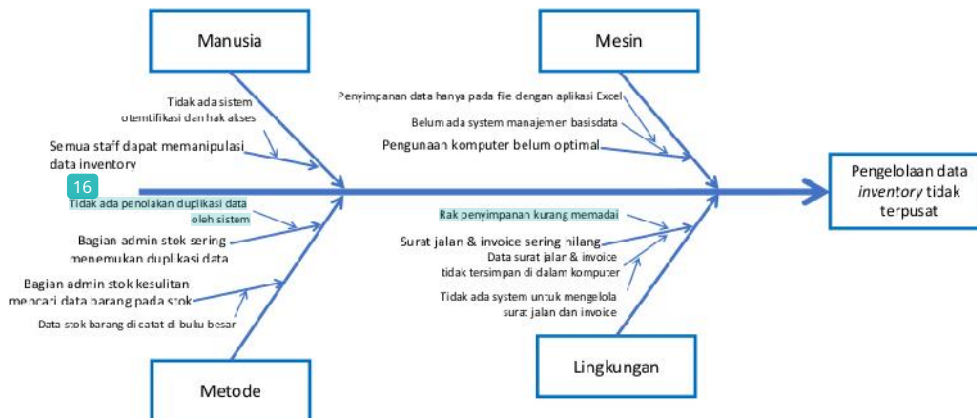 Manusia
Mesin
Tidak ada sistem
otentifikasi dan hak akses
Semua staff dapat memanipulasi
data inventory
Penyimpanan data hanya pada file dengan aplikasi Excel
Belum ada system manajemen basisdata
Pengunaan komputer belum optimal
Pengelolaan data
inventory tidak
terpusat
16
Tidak ada penolakan duplikasi data
oleh sistem
Bagian admin stok sering
menemukan duplikasi data
Bagian admin stok kesulitan
mencari data barang pada stok
Data stok barang di catat di buku besar
Rak penyimpanan kurang memadai
Surat jalan & invoice sering hilang
Data surat jalan & invoice
tidak tersimpan di dalam komputer
Tidak ada system untuk mengelola
surat jalan dan invoice
Metode
Lingkungan